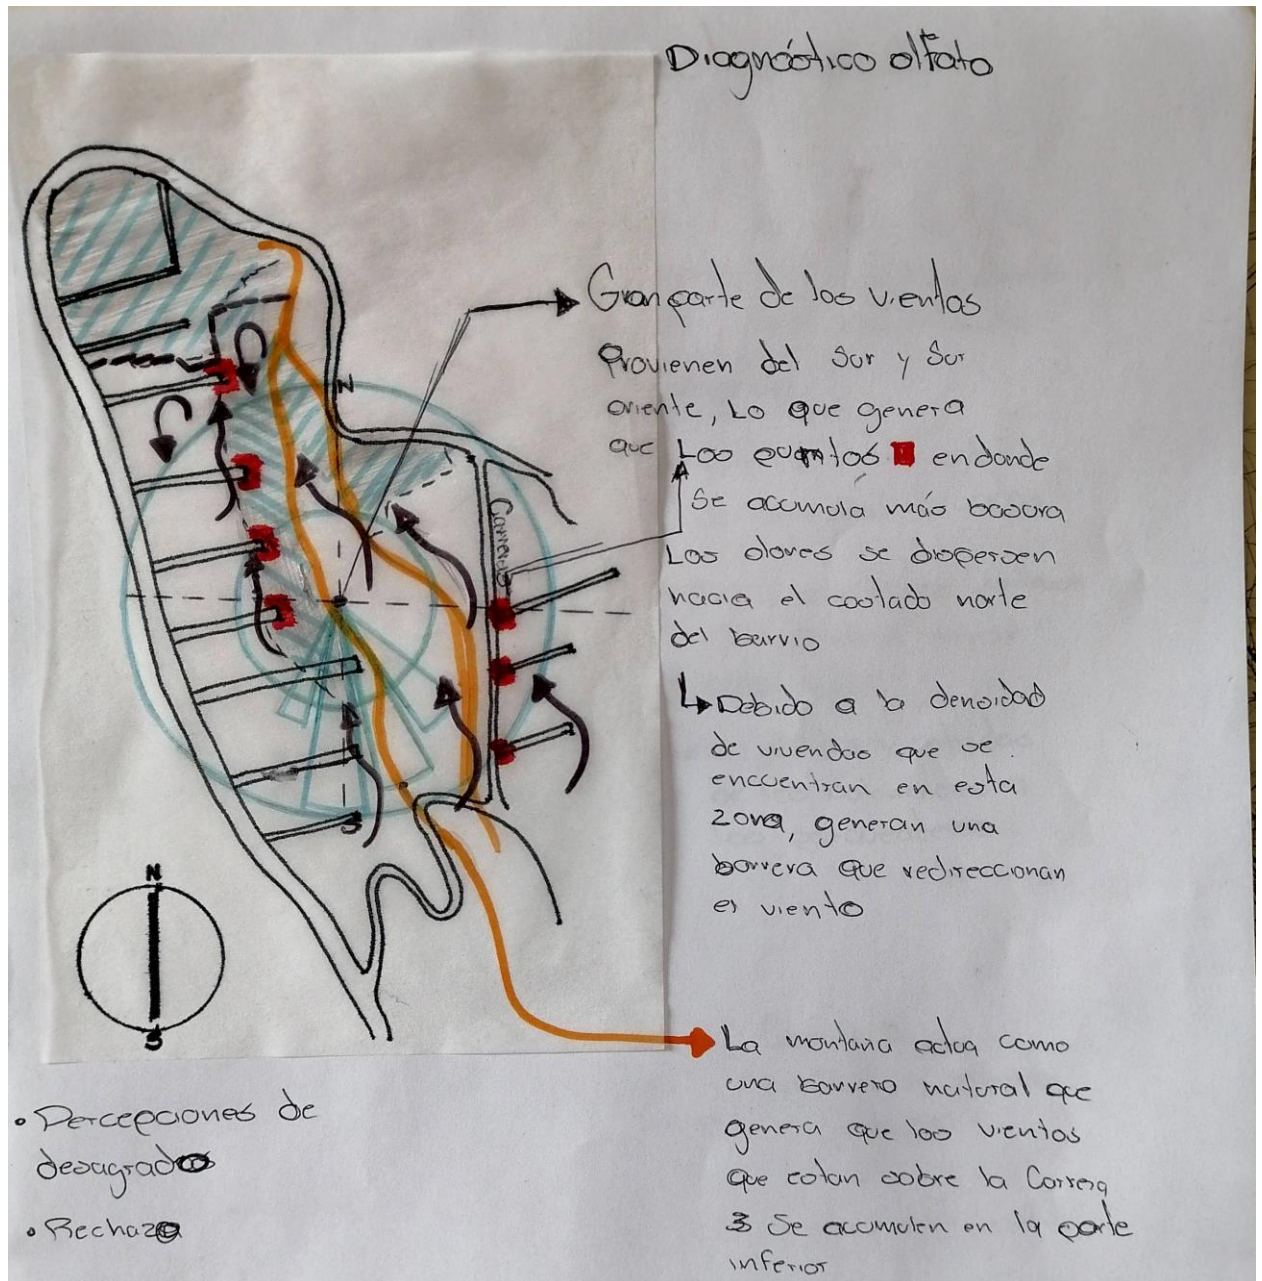 Diagnóstico olfato
Gran parte de los vientos
Provienen del Sur y Sur
oriente, Lo que genera
que Los puntos en donde
Se acumula más basura
Los olores se dispersen
hacia el costado norte
del barrio
Debido a la densidad
de viviendas que se
encuentran en esta
zona, generan una
barrera que redireccionan
el viento
La montaña actua como
una barrera natural que
genera que los vientos
que estan sobre la Carrera
3 Se acumulen en la parte
inferior
N
Carrera
S
N
S
• Percepciones de
desagrado
• Rechazo